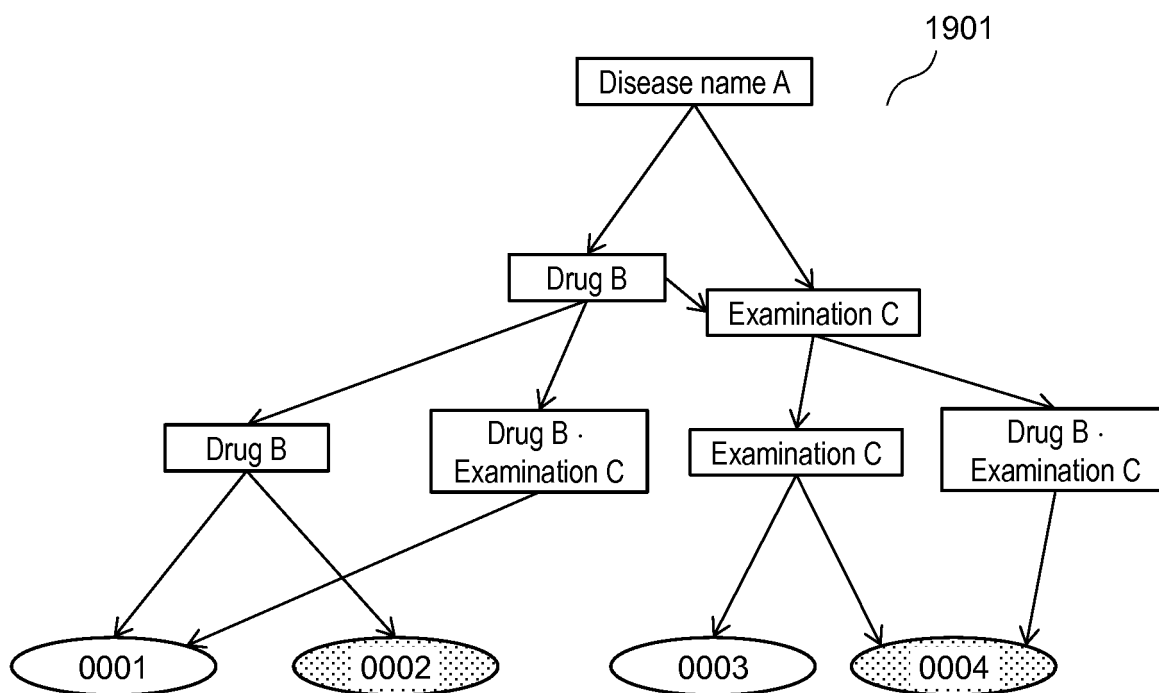 1901
Disease name A
Drug B
Examination C
Drug B
Drug B ·
Examination C
Examination C
Drug B ·
Examination C
0001
0002
0003
0004